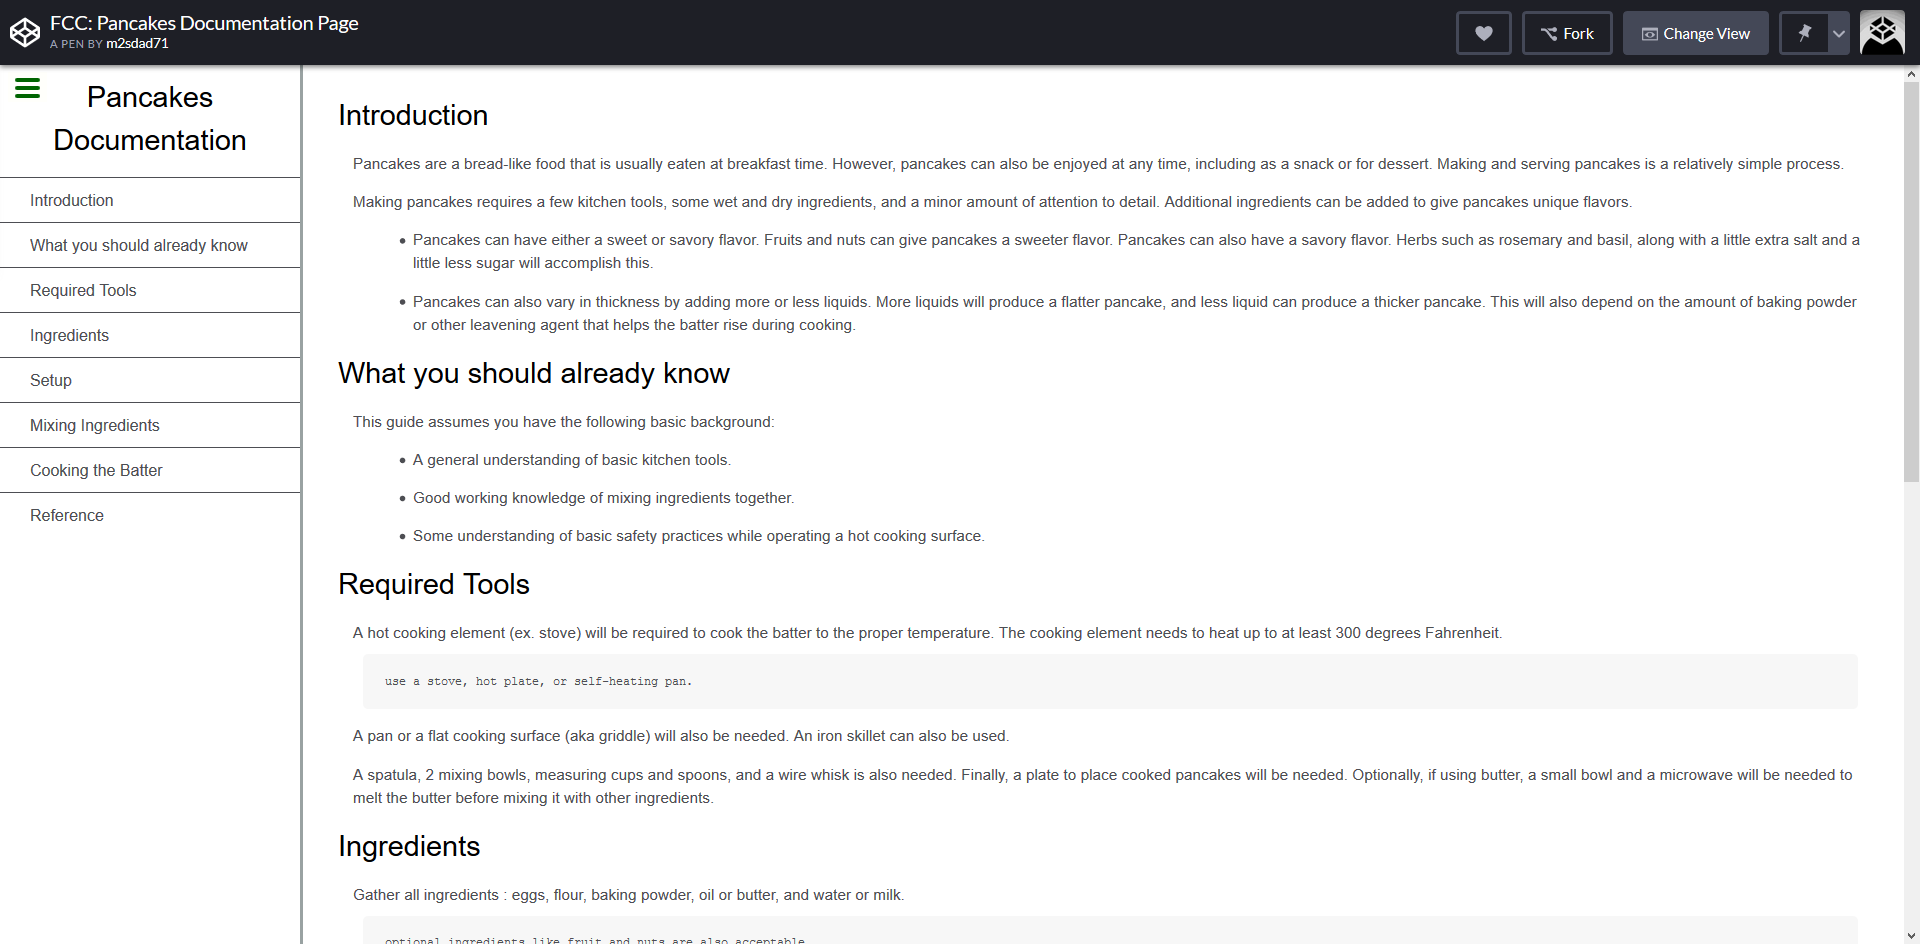 FCC: Pancakes Documentation Page
A PEN BY m2sdad71
Fork
Change View
Pancakes
Documentation
Introduction
What you should already know
Required Tools
Ingredients
Setup
Mixing Ingredients
Cooking the Batter
Reference
Introduction
Pancakes are a bread-like food that is usually eaten at breakfast time. However, pancakes can also be enjoyed at any time, including as a snack or for dessert. Making and serving pancakes is a relatively simple process.
Making pancakes requires a few kitchen tools, some wet and dry ingredients, and a minor amount of attention to detail. Additional ingredients can be added to give pancakes unique flavors.
• Pancakes can have either a sweet or savory flavor. Fruits and nuts can give pancakes a sweeter flavor. Pancakes can also have a savory flavor. Herbs such as rosemary and basil, along with a little extra salt and a
little less sugar will accomplish this.
• Pancakes can also vary in thickness by adding more or less liquids. More liquids will produce a flatter pancake, and less liquid can produce a thicker pancake. This will also depend on the amount of baking powder
or other leavening agent that helps the batter rise during cooking.
What you should already know
This guide assumes you have the following basic background:
• A general understanding of basic kitchen tools.
• Good working knowledge of mixing ingredients together.
• Some understanding of basic safety practices while operating a hot cooking surface.
Required Tools
A hot cooking element (ex. stove) will be required to cook the batter to the proper temperature. The cooking element needs to heat up to at least 300 degrees Fahrenheit.
use a stove, hot plate, or self-heating pan.
A pan or a flat cooking surface (aka griddle) will also be needed. An iron skillet can also be used.
A spatula, 2 mixing bowls, measuring cups and spoons, and a wire whisk is also needed. Finally, a plate to place cooked pancakes will be needed. Optionally, if using butter, a small bowl and a microwave will be needed to
melt the butter before mixing it with other ingredients.
Ingredients
Gather all ingredients : eggs, flour, baking powder, oil or butter, and water or milk.
optional ingredients like fruit and nuts are also acceptable